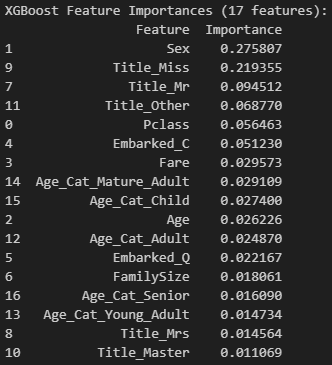 XGBoost Feature Importances (17 features):
Feature Importance
1 Sex 0.275807
9 Title_Miss 0.219355
7 Title_Mr 0.094512
11 Title_Other 0.068770
0 Pclass 0.056463
4 Embarked_C 0.051230
3 Fare 0.029573
14 Age_Cat_Mature_Adult 0.029109
15 Age_Cat_Child 0.027400
2 Age 0.026226
12 Age_Cat_Adult 0.024870
5 Embarked_Q 0.022167
6 FamilySize 0.018061
16 Age_Cat_Senior 0.016090
13 Age_Cat_Young_Adult 0.014734
8 Title_Mrs 0.014564
10 Title_Master 0.011069